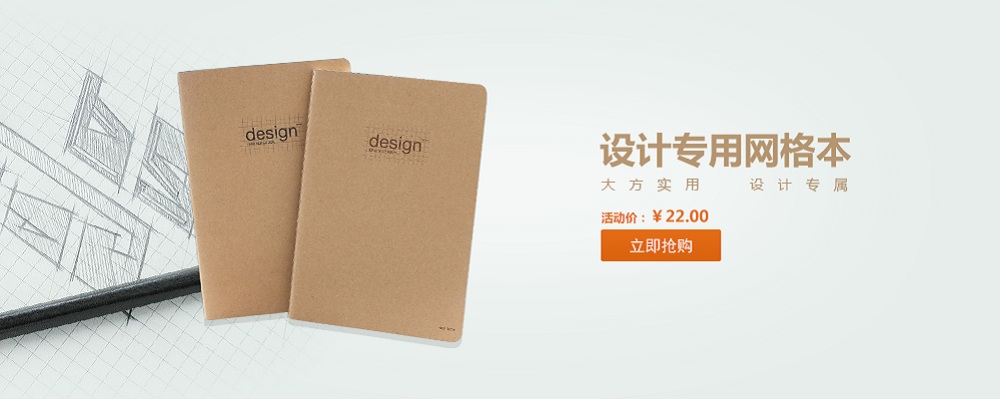 design
design
设计专用网格本
大方实用 设计专属
活动价：￥22.00
立即抢购